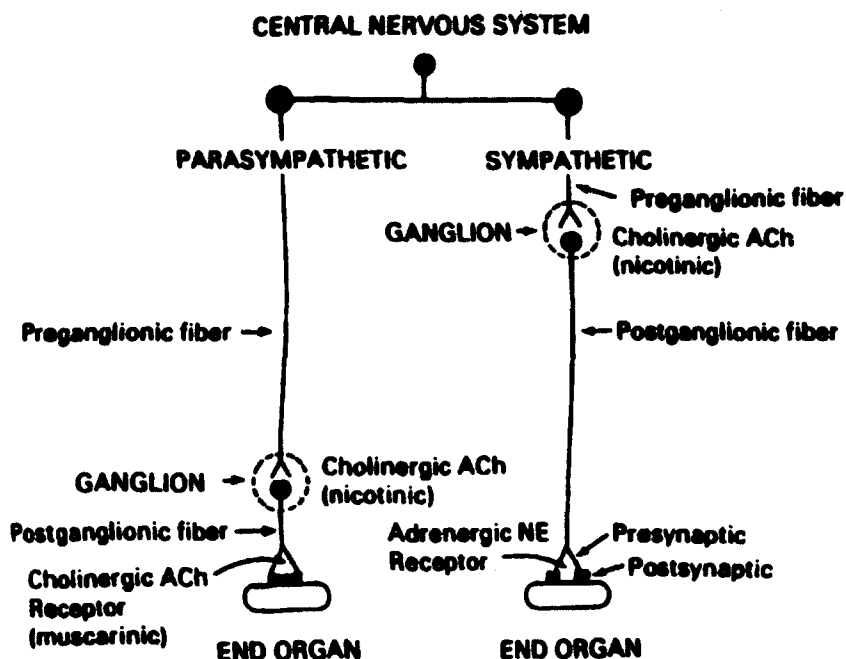 CENTRAL NERVOUS SYSTEM
PARASYMPATHETIC
SYMPATHETIC
Preganglionic fiber
GANGLION
Cholinergic ACh
(nicotinic)
Preganglionic fiber
Postganglionic fiber
GANGLION
Cholinergic ACh
(nicotinic)
Postganglionic fiber
Cholinergic ACh
Receptor
(muscarinic)
Adrenergic NE
Receptor
Presynaptic
Postsynaptic
END ORGAN
END ORGAN